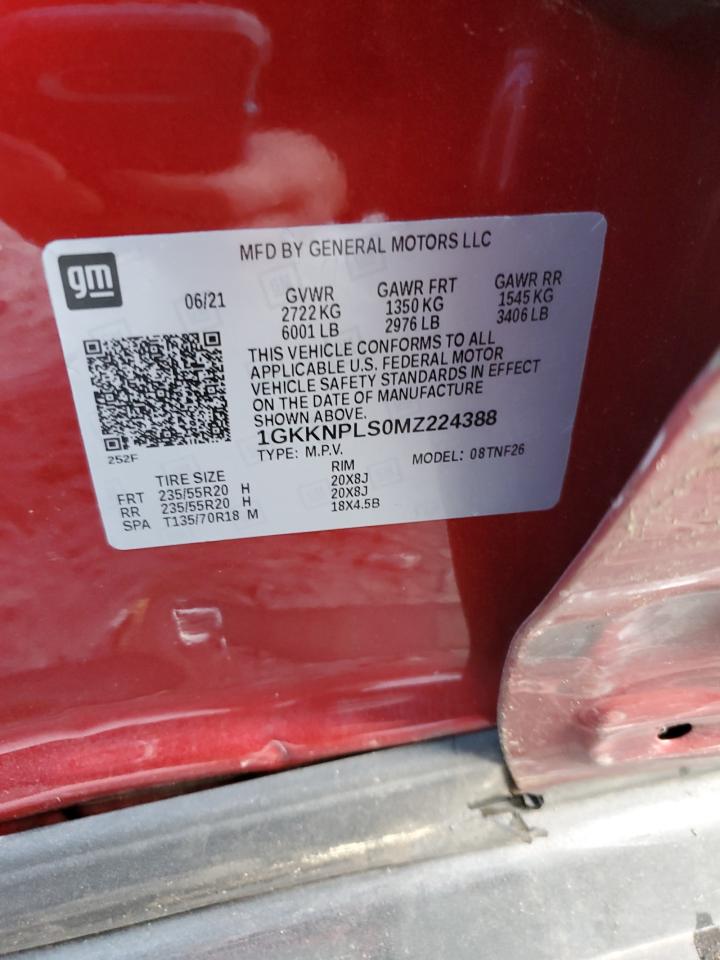 gm
MFD BY GENERAL MOTORS LLC
06/21
GVWR
2722 KG
6001 LB
GAWR FRT
1350 KG
2976 LB
GAWR RR
1545 KG
3406 LB
THIS VEHICLE CONFORMS TO ALL
APPLICABLE U.S. FEDERAL MOTOR
VEHICLE SAFETY STANDARDS IN EFFECT
ON THE DATE OF MANUFACTURE
SHOWN ABOVE.
1GKKNPLS0MZ224388
252F
TYPE: M.P.V.
MODEL: 08TNF26
TIRE SIZE RIM
FRT 235/55R20 H 20X8J
RR 235/55R20 H 20X8J
SPA T135/70R18 M 18X4.5B